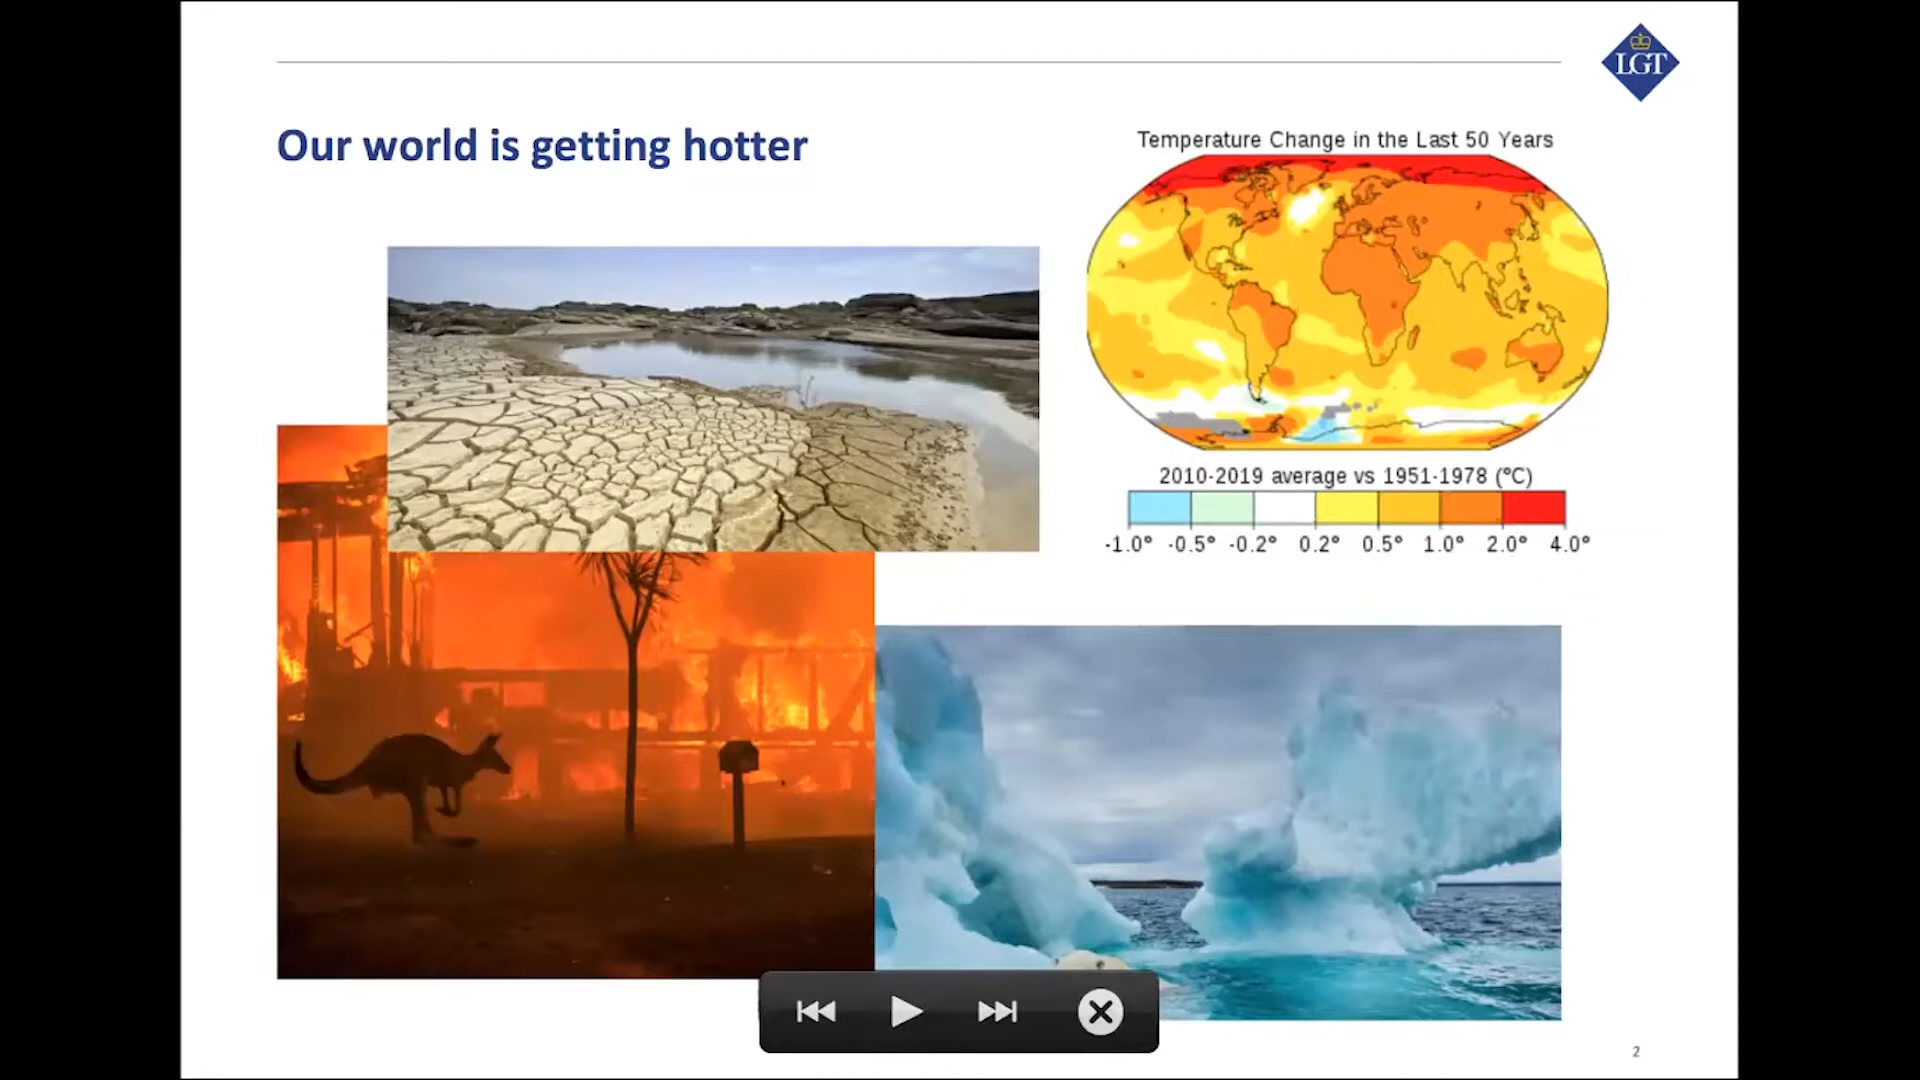 LGT
Our world is getting hotter
Temperature Change in the Last 50 Years
2010-2019 average vs 1951-1978 (°C)
-1.0° -0.5° -0.2° 0.2° 0.5° 1.0° 2.0° 4.0°
2